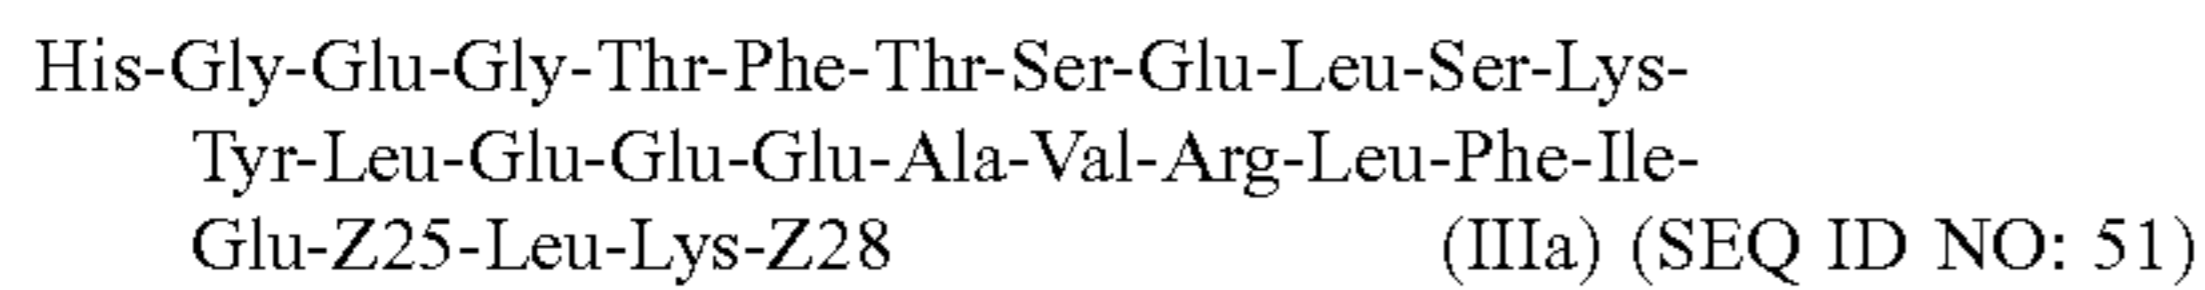 His-Gly-Glu-Gly-Thr-Phe-Thr-Ser-Glu-Leu-Ser-Lys-
Tyr-Leu-Glu-Glu-Glu-Ala-Val-Arg-Leu-Phe-Ile-
Glu-Z25-Leu-Lys-Z28 (IIIa) (SEQ ID NO: 51)